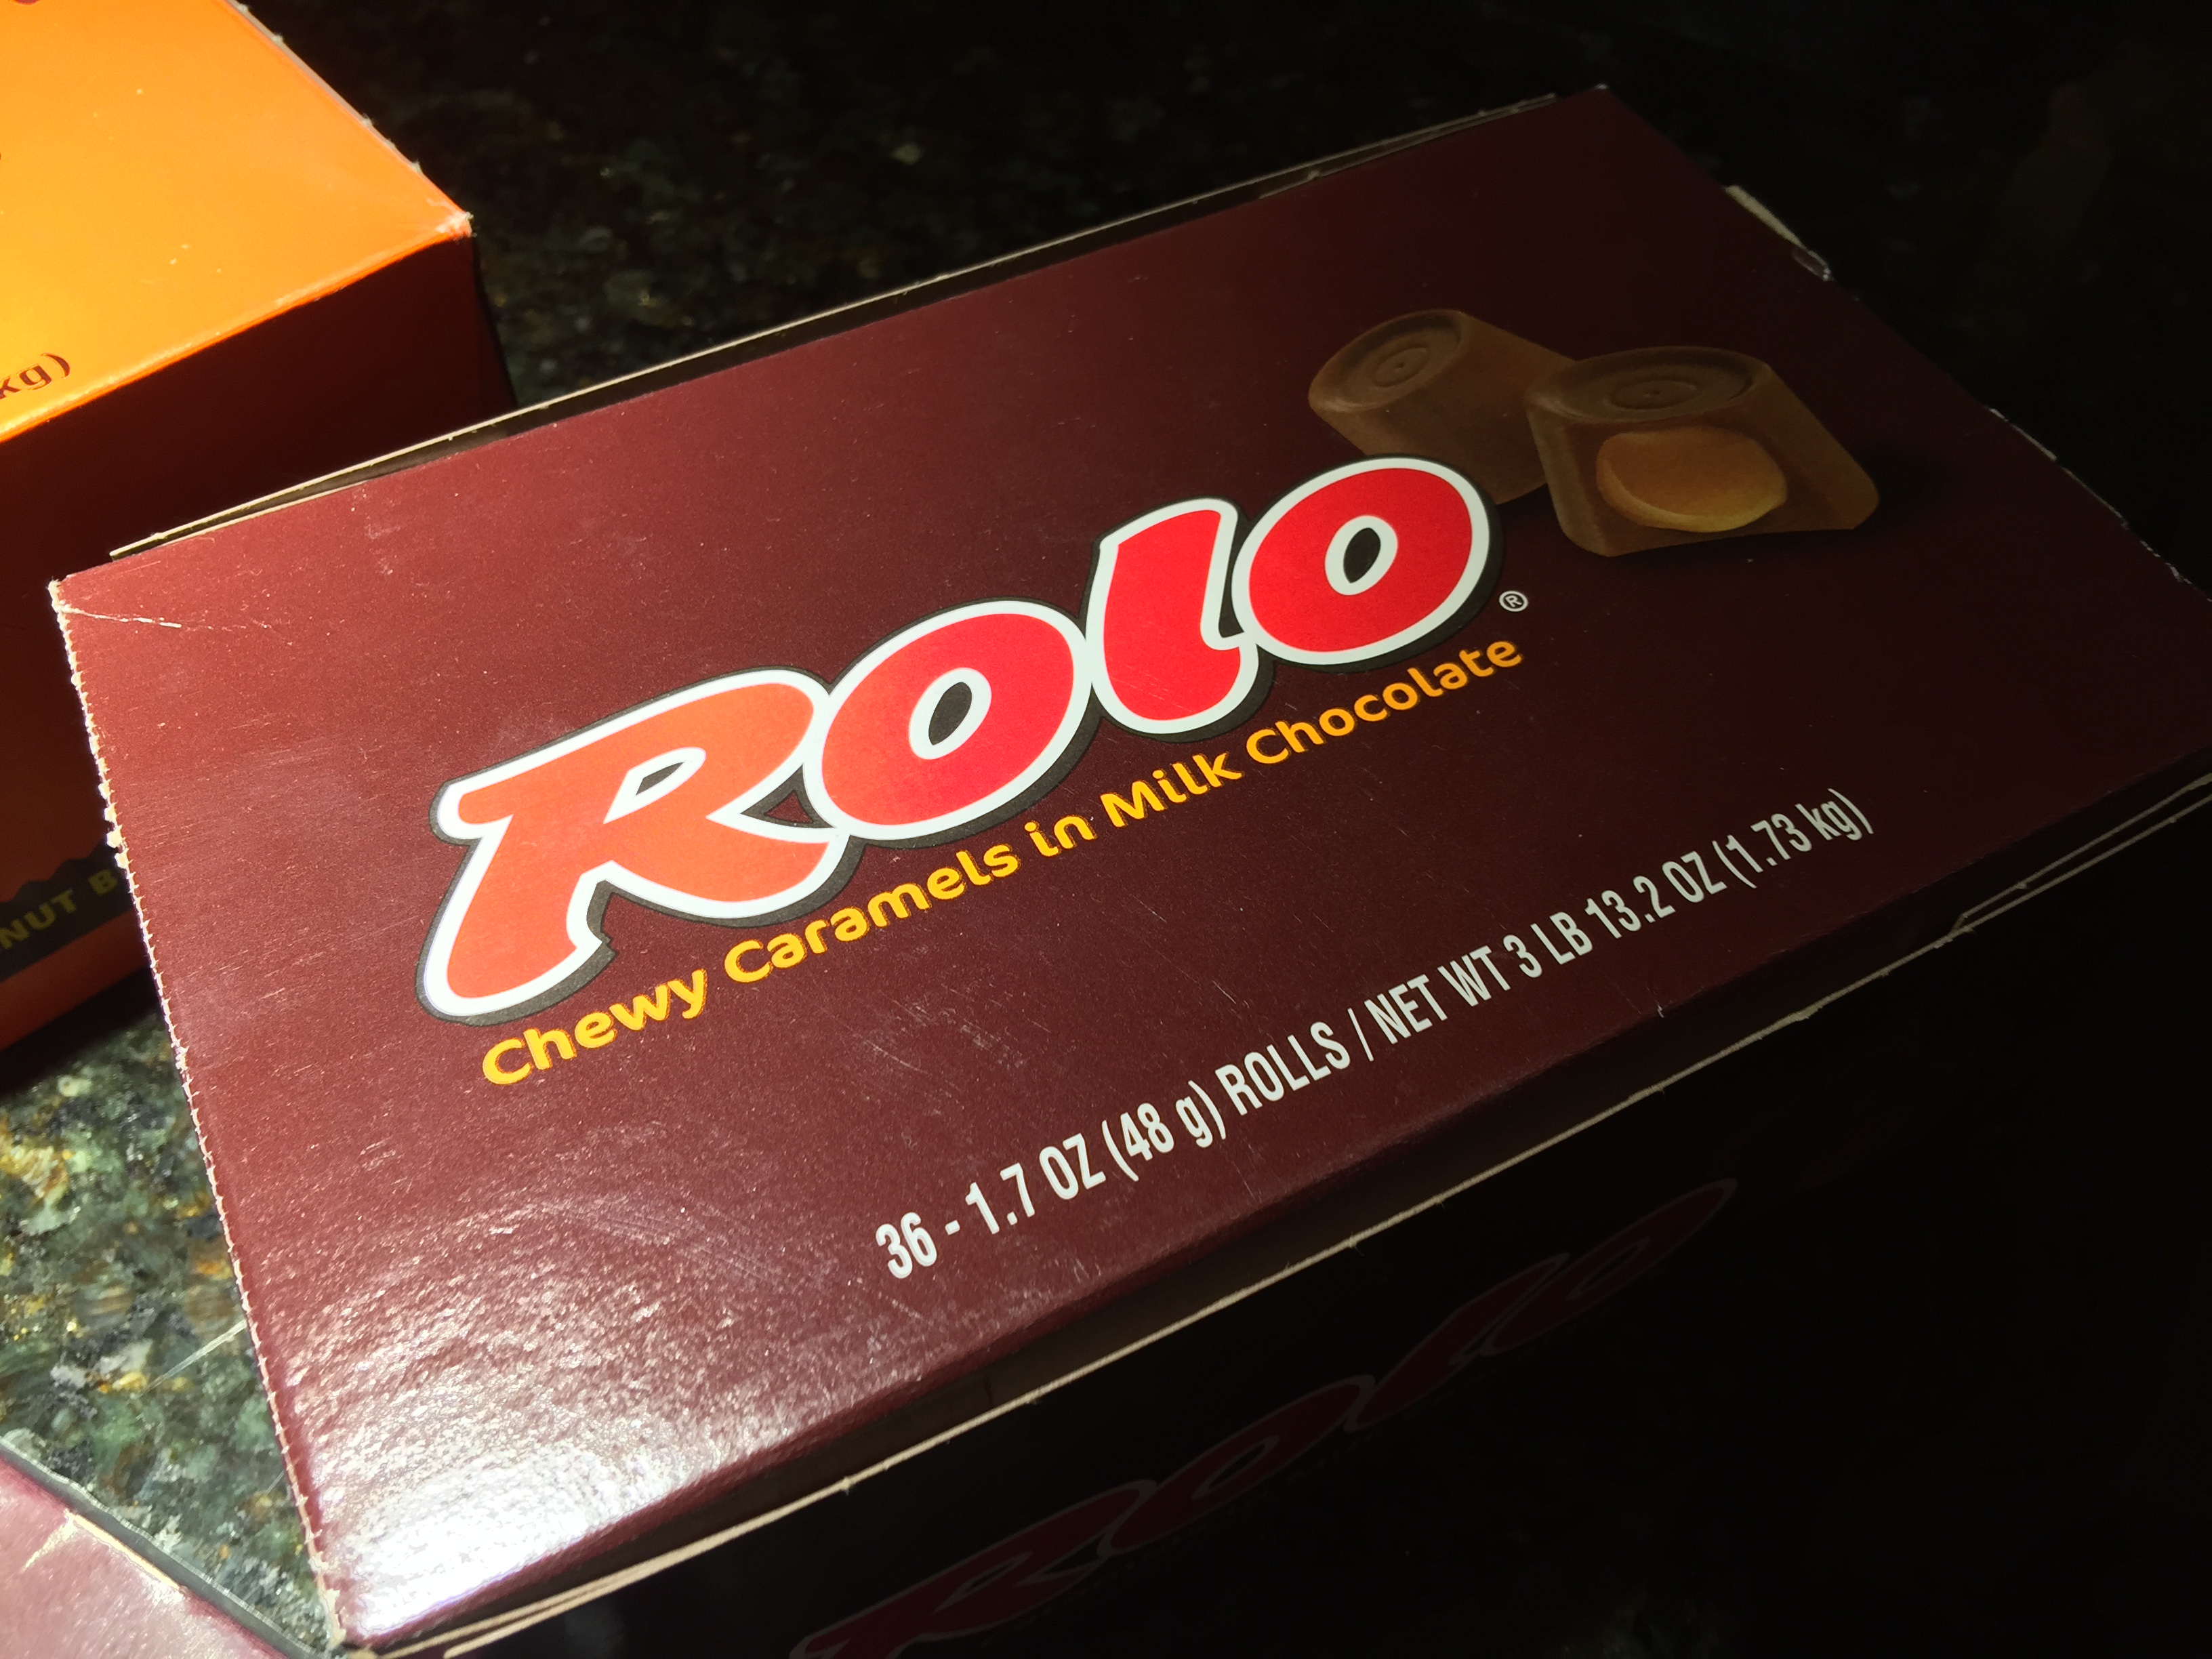 kg)
NUT B
Rolo
®
Chewy Caramels in Milk Chocolate
36 - 1.7 OZ (48 g) ROLLS / NET WT 3 LB 13.2 OZ (1.73 kg)
Rolo